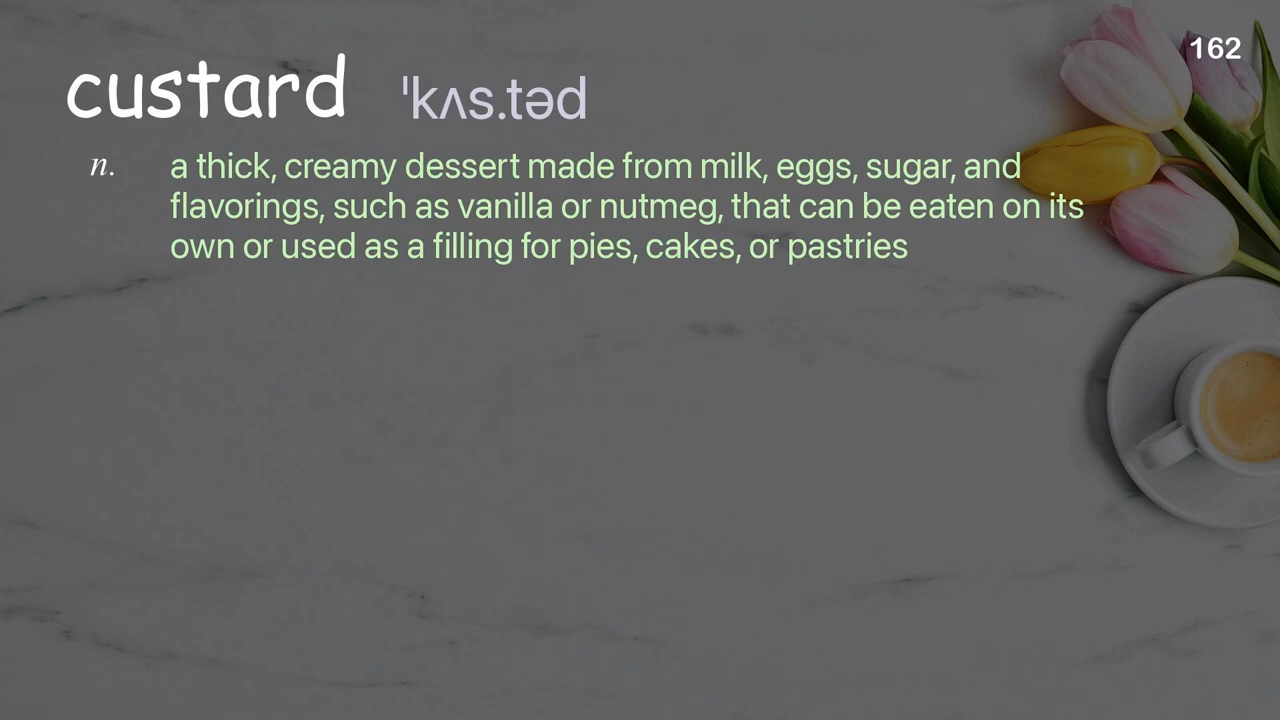 162
custard ˈkʌs.təd
n. a thick, creamy dessert made from milk, eggs, sugar, and
flavorings, such as vanilla or nutmeg, that can be eaten on its
own or used as a filling for pies, cakes, or pastries